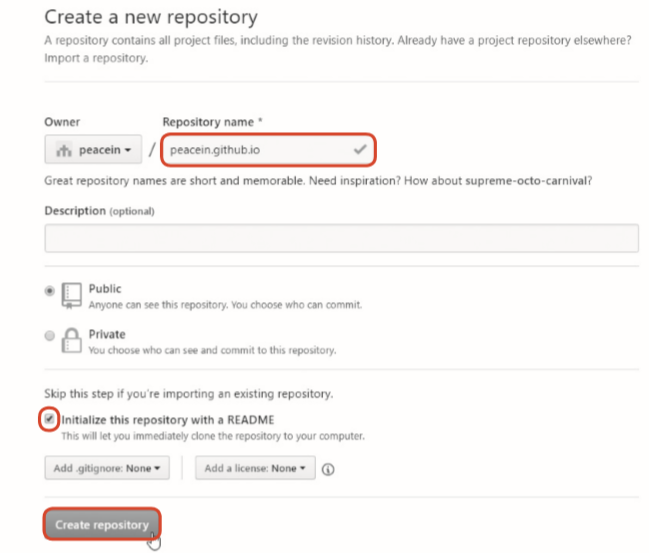 Create a new repository
A repository contains all project files, including the revision history. Already have a project repository elsewhere?
Import a repository.
Owner
Repository name *
peacein
/
peacein.github.io
Great repository names are short and memorable. Need inspiration? How about supreme-octo-carnival?
Description (optional)
Public
Anyone can see this repository. You choose who can commit.
Private
You choose who can see and commit to this repository.
Skip this step if you're importing an existing repository.
Initialize this repository with a README
This will let you immediately clone the repository to your computer.
Add .gitignore: None
Add a license: None
Create repository